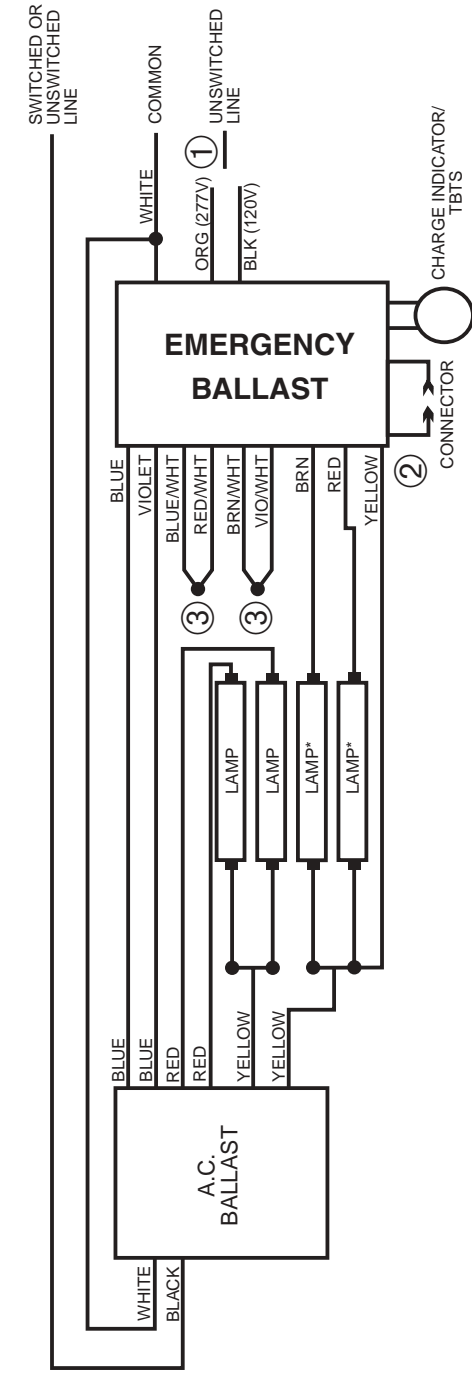 SWITCHED OR
UNSWITCHED
LINE
COMMON
WHITE
ORG (277V)
①
UNSWITCHED
LINE
BLK (120V)
CHARGE INDICATOR/
TBTS
EMERGENCY
BALLAST
②
CONNECTOR
BLUE
VIOLET
BLUE/WHT
RED/WHT
BRN/WHT
VIO/WHT
BRN
RED
YELLOW
③
③
LAMP
LAMP
LAMP*
LAMP*
BLUE
BLUE
RED
RED
YELLOW
YELLOW
A.C.
BALLAST
WHITE
BLACK